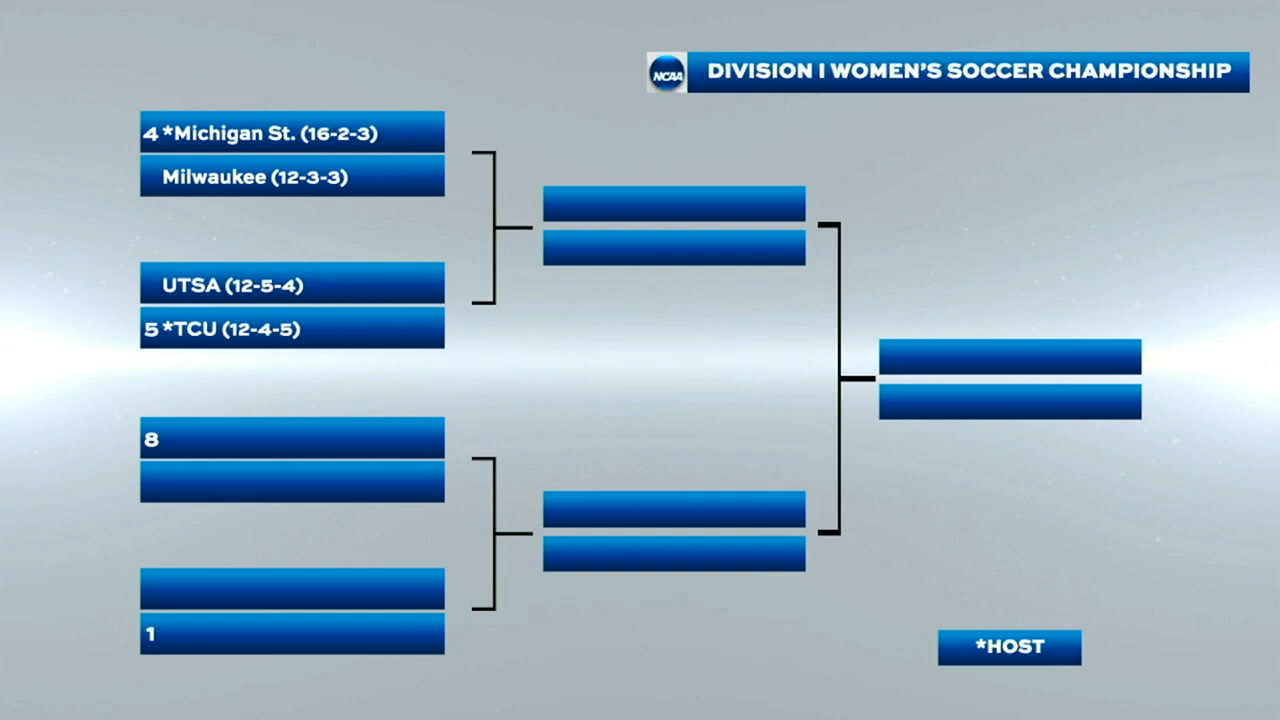 NCAA
DIVISION I WOMEN'S SOCCER CHAMPIONSHIP
4 *Michigan St. (16-2-3)
Milwaukee (12-3-3)
UTSA (12-5-4)
5 *TCU (12-4-5)
8
1
*HOST